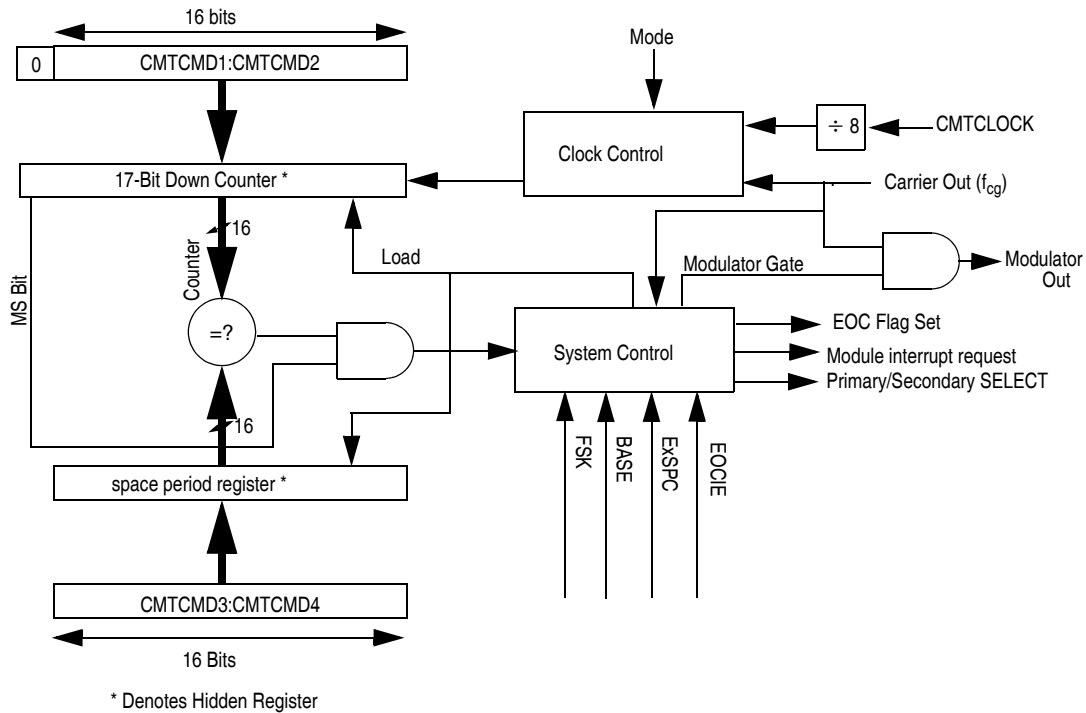 16 bits
0
CMTCMD1:CMTCMD2
Mode
÷ 8
CMTCLOCK
Clock Control
17-Bit Down Counter *
Carrier Out (fcg)
16
Counter
MS Bit
Load
Modulator Gate
Modulator
Out
=?
EOC Flag Set
System Control
Module interrupt request
Primary/Secondary SELECT
16
FSK
BASE
ExSPC
EOCIE
space period register *
CMTCMD3:CMTCMD4
16 Bits
* Denotes Hidden Register